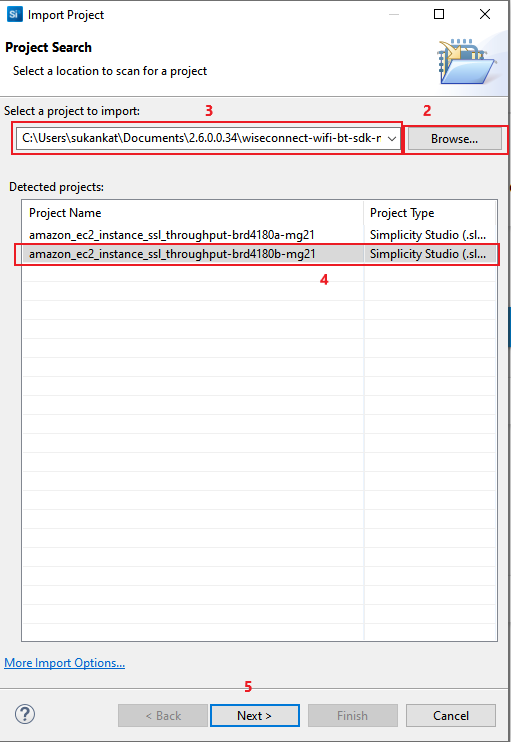 Si Import Project
Project Search
Select a location to scan for a project
Select a project to import:
3
2
C:\Users\sukankat\Documents\2.6.0.0.34\wiseconnect-wifi-bt-sdk-r
Browse...
Detected projects:
Project Name Project Type
amazon_ec2_instance_ssl_throughput-brd4180a-mg21 Simplicity Studio (.sl...
amazon_ec2_instance_ssl_throughput-brd4180b-mg21 Simplicity Studio (.sl...
4
More Import Options...
5
?
< Back Next > Finish Cancel